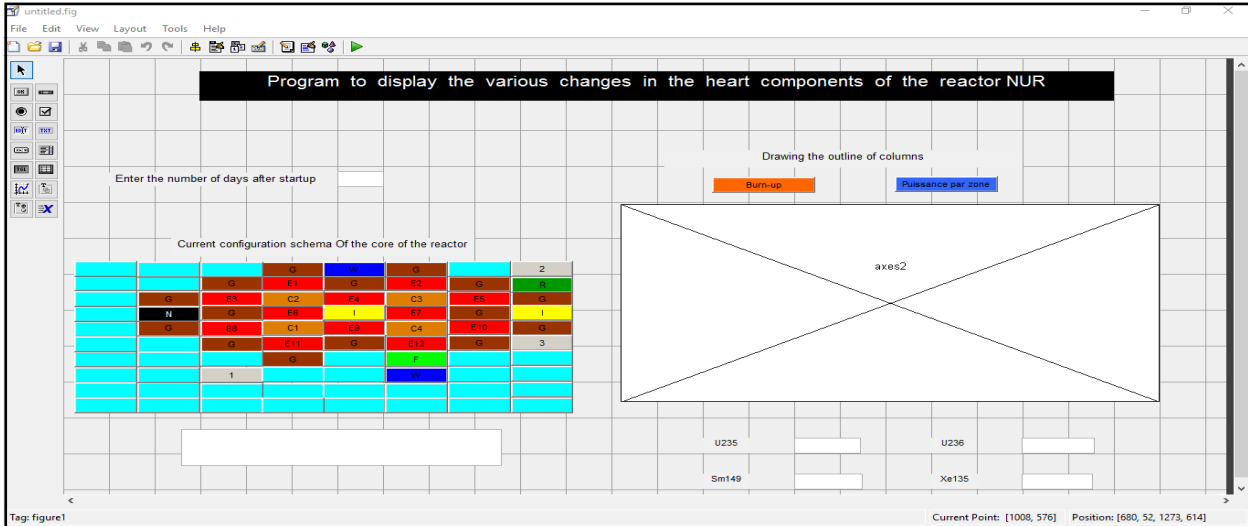 untitled.fig
File Edit View Layout Tools Help
Program to display the various changes in the heart components of the reactor NUR
Drawing the outline of columns
Enter the number of days after startup
Burn-up Puissance par zone
Current configuration schema Of the core of the reactor
axes2
G W G 2
G E1 G E2 G R
G E3 C2 E4 C3 E5 G
N G E6 I E7 G I
G E8 C1 E9 C4 E10 G
G E11 G E12 G 3
G F
1 W
U235 U236
Sm149 Xe135
Tag: figure1 Current Point: [1008, 576] Position: [680, 52, 1273, 614]